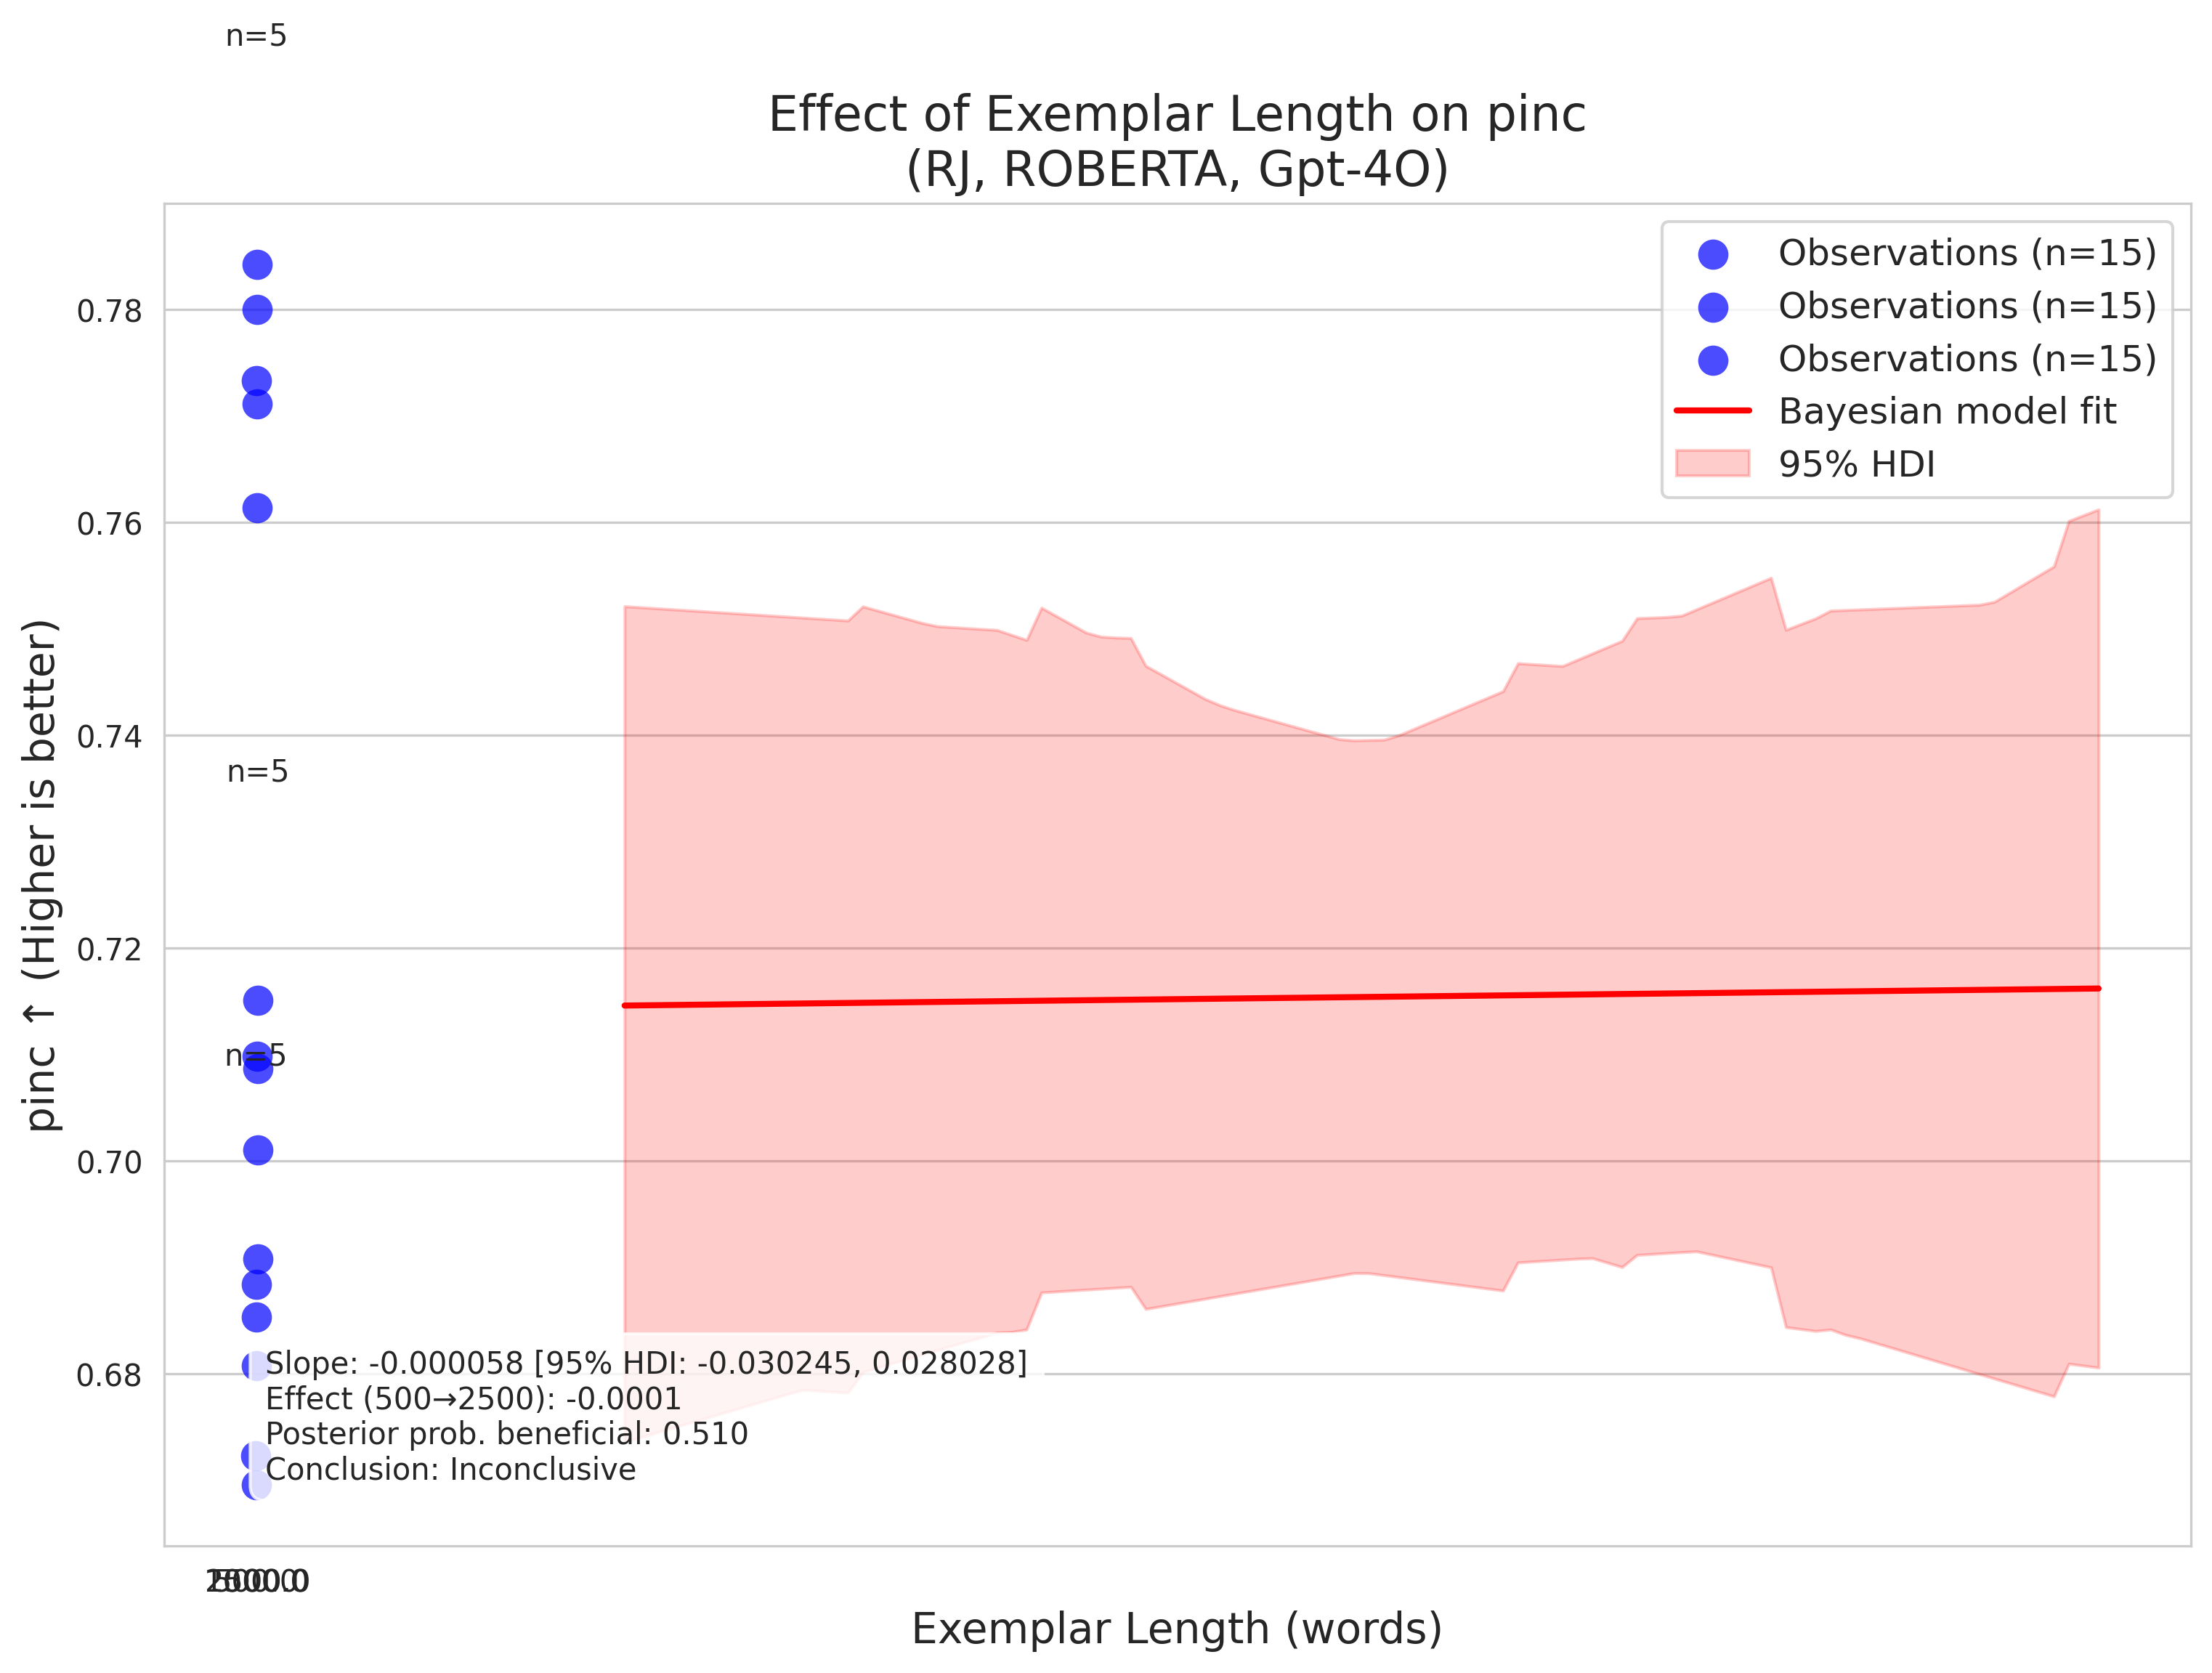 n=5
Effect of Exemplar Length on pinc
(RJ, ROBERTA, Gpt-4O)
Observations (n=15)
Observations (n=15)
Observations (n=15)
Bayesian model fit
95% HDI
pinc ↑ (Higher is better)
0.78
0.76
0.74
0.72
0.70
0.68
n=5
n=5
Slope: -0.000058 [95% HDI: -0.030245, 0.028028]
Effect (500→2500): -0.0001
Posterior prob. beneficial: 0.510
Conclusion: Inconclusive
Exemplar Length (words)